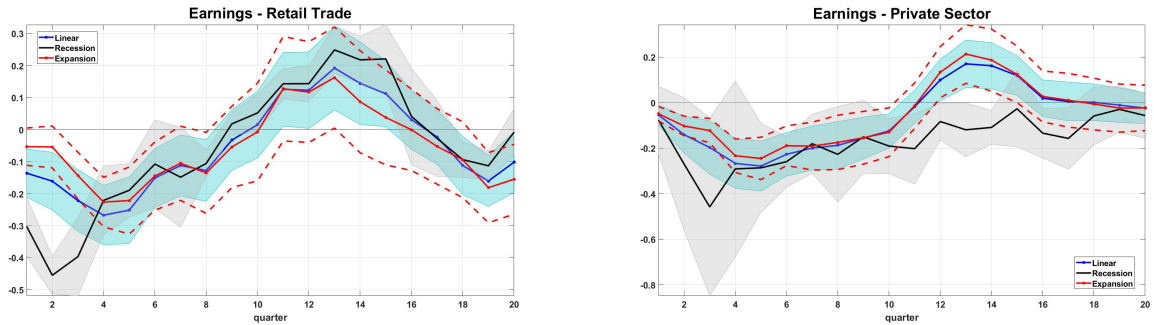 Earnings - Retail Trade
Linear
Recession
Expansion
0.3
0.2
0.1
0
-0.1
-0.2
-0.3
-0.4
-0.5
2 4 6 8 10 12 14 16 18 20
quarter
Earnings - Private Sector
0.2
0
-0.2
-0.4
-0.6
-0.8
Linear
Recession
Expansion
2 4 6 8 10 12 14 16 18 20
quarter